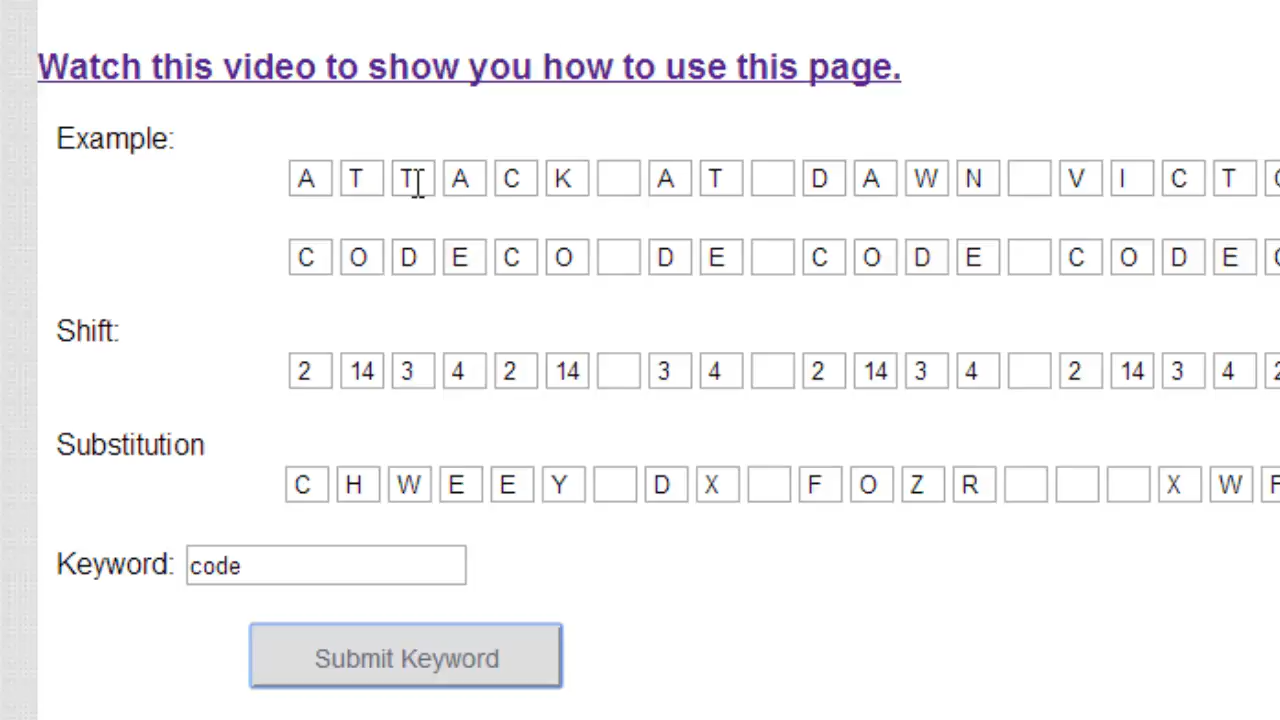 Watch this video to show you how to use this page.
Example:
A T T A C K A T D A W N V I C T
C O D E C O D E C O D E C O D E
Shift:
2 14 3 4 2 14 3 4 2 14 3 4 2 14 3 4
Substitution
C H W E E Y D X F O Z R X W
Keyword: code
Submit Keyword